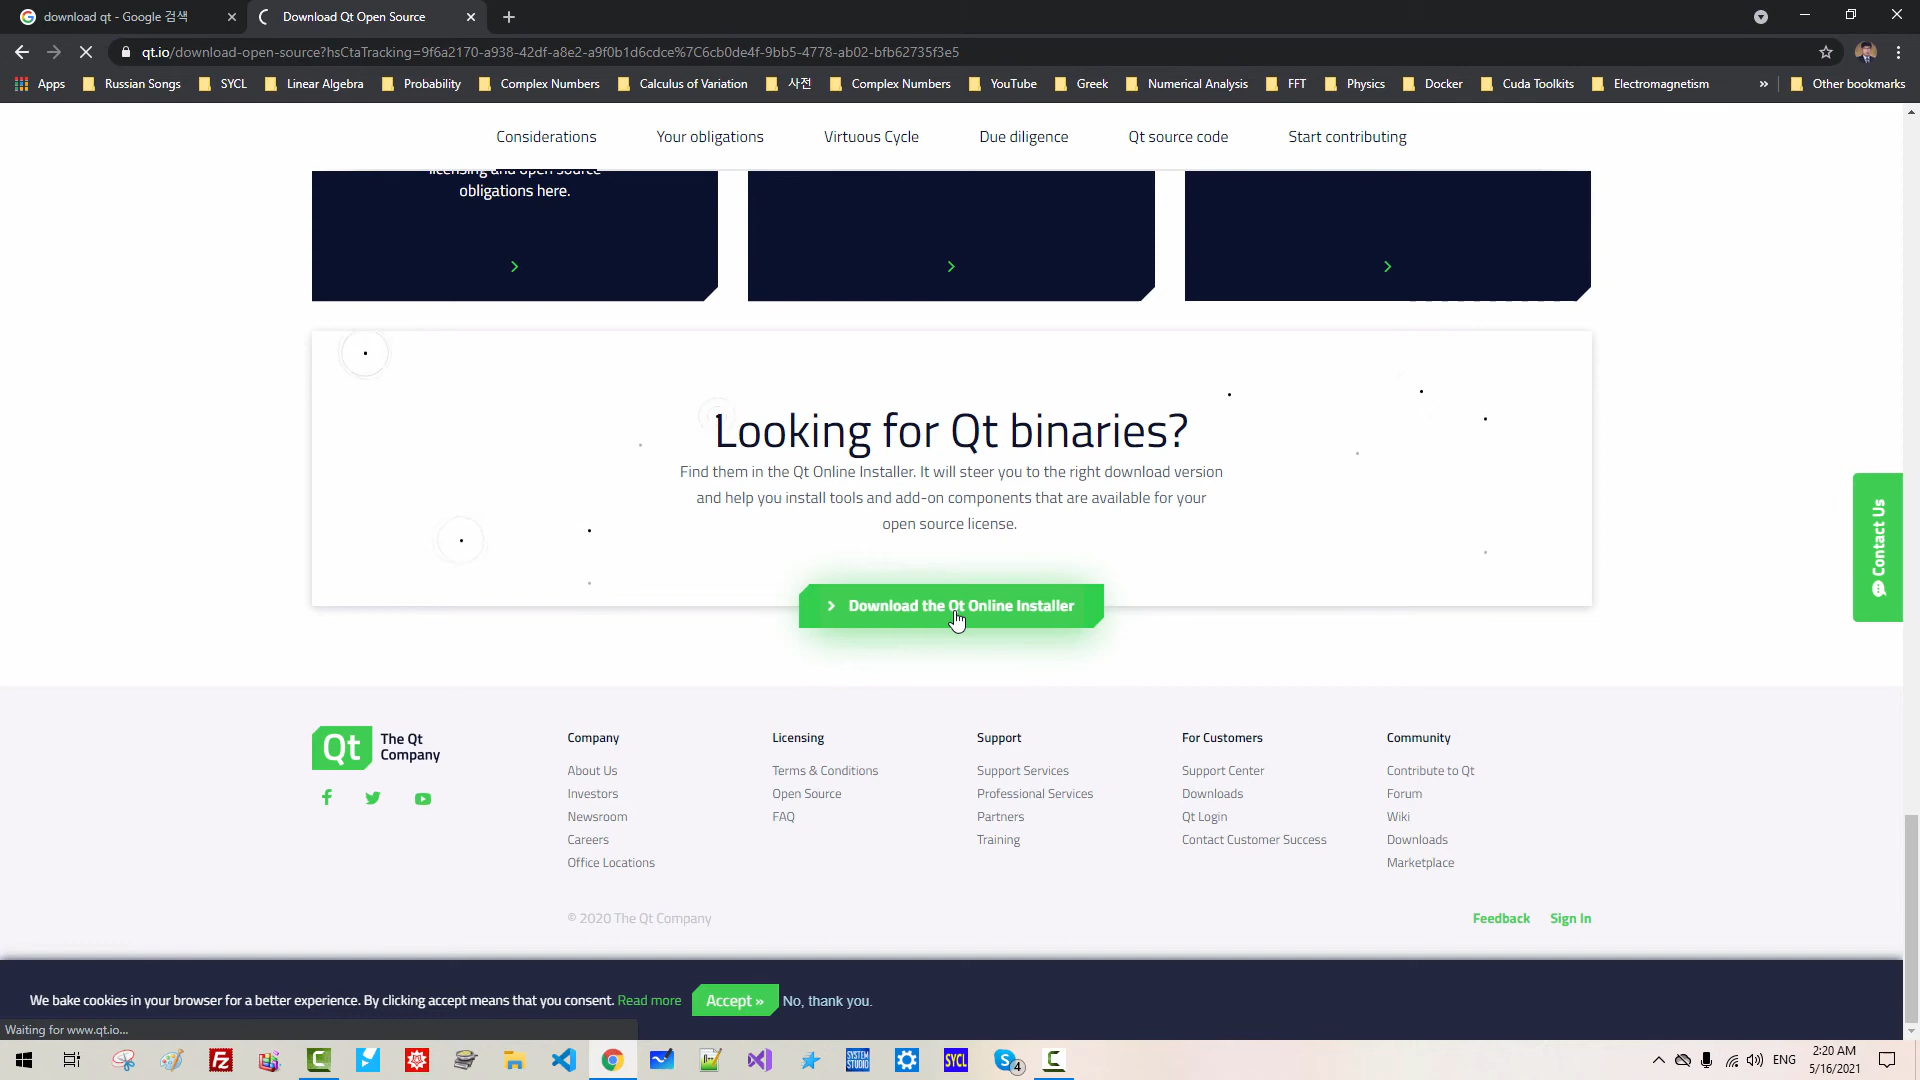 download qt - Google 검색
Download Qt Open Source
qt.io/download-open-source?hsCtaTracking=9f6a2170-a938-42df-a8e2-a9f0b1d6cdce%7C6cb0de4f-9bb5-4778-ab02-bfb62735f3e5
Apps
Russian Songs
SYCL
Linear Algebra
Probability
Complex Numbers
Calculus of Variation
사전
Complex Numbers
YouTube
Greek
Numerical Analysis
FFT
Physics
Docker
Cuda Toolkits
Electromagnetism
»
Other bookmarks
Considerations
Your obligations
Virtuous Cycle
Due diligence
Qt source code
Start contributing
licensing and open source
obligations here.
Looking for Qt binaries?
Find them in the Qt Online Installer. It will steer you to the right download version
and help you install tools and add-on components that are available for your
open source license.
Download the Qt Online Installer
Contact Us
Qt
The Qt
Company
Company
About Us
Investors
Newsroom
Careers
Office Locations
Licensing
Terms & Conditions
Open Source
FAQ
Support
Support Services
Professional Services
Partners
Training
For Customers
Support Center
Downloads
Qt Login
Contact Customer Success
Community
Contribute to Qt
Forum
Wiki
Downloads
Marketplace
© 2020 The Qt Company
Feedback
Sign In
We bake cookies in your browser for a better experience. By clicking accept means that you consent. Read more
Accept »
No, thank you.
Waiting for www.qt.io...
SYSTEM
STUDIO
SYCL
4
ENG
2:20 AM
5/16/2021